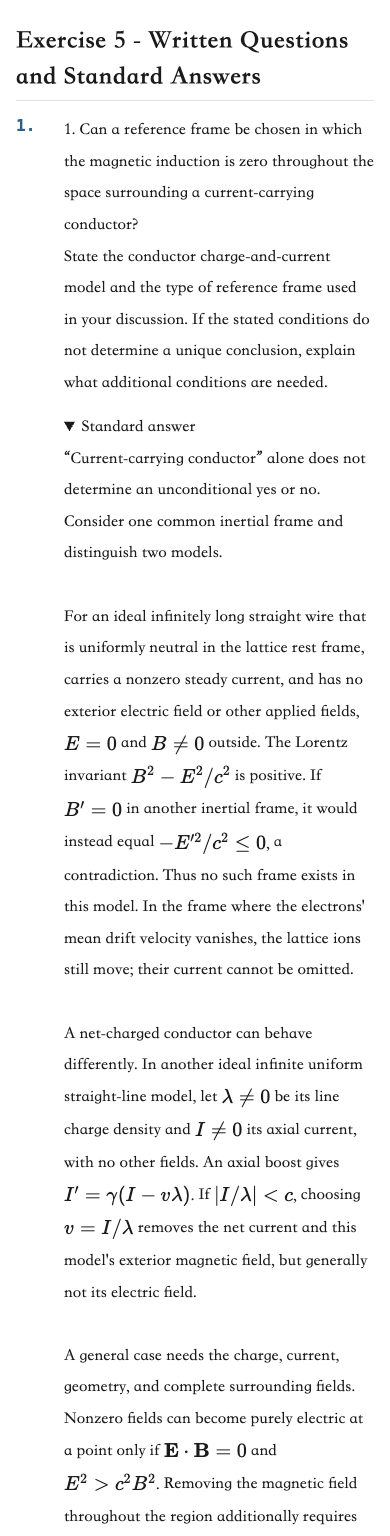 Exercise 5 - Written Questions
and Standard Answers
1. 1. Can a reference frame be chosen in which
the magnetic induction is zero throughout the
space surrounding a current-carrying
conductor?
State the conductor charge-and-current
model and the type of reference frame used
in your discussion. If the stated conditions do
not determine a unique conclusion, explain
what additional conditions are needed.
▼ Standard answer
“Current-carrying conductor” alone does not
determine an unconditional yes or no.
Consider one common inertial frame and
distinguish two models.
For an ideal infinitely long straight wire that
is uniformly neutral in the lattice rest frame,
carries a nonzero steady current, and has no
exterior electric field or other applied fields,
E = 0 and B ≠ 0 outside. The Lorentz
invariant B² − E²/c² is positive. If
B′ = 0 in another inertial frame, it would
instead equal −E′²/c² ≤ 0, a
contradiction. Thus no such frame exists in
this model. In the frame where the electrons'
mean drift velocity vanishes, the lattice ions
still move; their current cannot be omitted.
A net-charged conductor can behave
differently. In another ideal infinite uniform
straight-line model, let λ ≠ 0 be its line
charge density and I ≠ 0 its axial current,
with no other fields. An axial boost gives
I′ = γ(I − vλ). If |I/λ| < c, choosing
v = I/λ removes the net current and this
model's exterior magnetic field, but generally
not its electric field.
A general case needs the charge, current,
geometry, and complete surrounding fields.
Nonzero fields can become purely electric at
a point only if E · B = 0 and
E² > c²B². Removing the magnetic field
throughout the region additionally requires